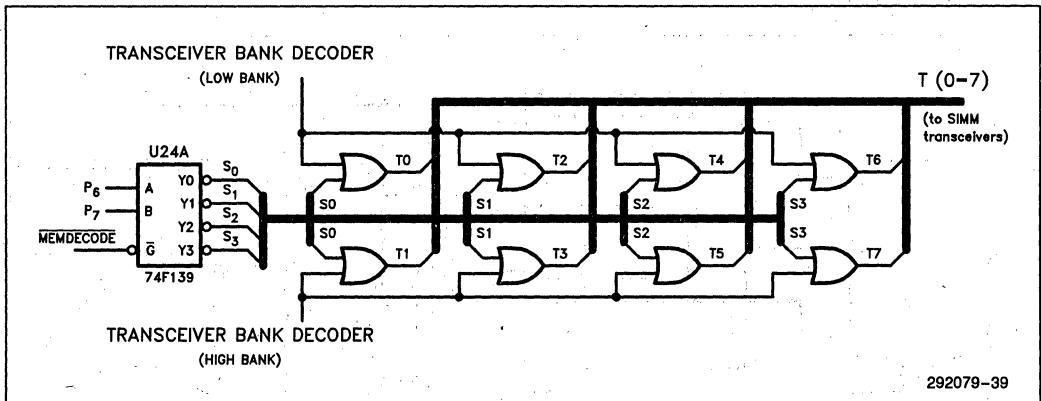 TRANSCEIVER BANK DECODER
(LOW BANK)
T (0-7)
(to SIMM
transceivers)
U24A
P6
A
Y0
S0
P7
B
Y1
S1
Y2
S2
MEMDECODE
G
Y3
S3
74F139
T0
T2
T4
T6
S0
S1
S2
S3
S0
S1
S2
S3
T1
T3
T5
T7
TRANSCEIVER BANK DECODER
(HIGH BANK)
292079-39